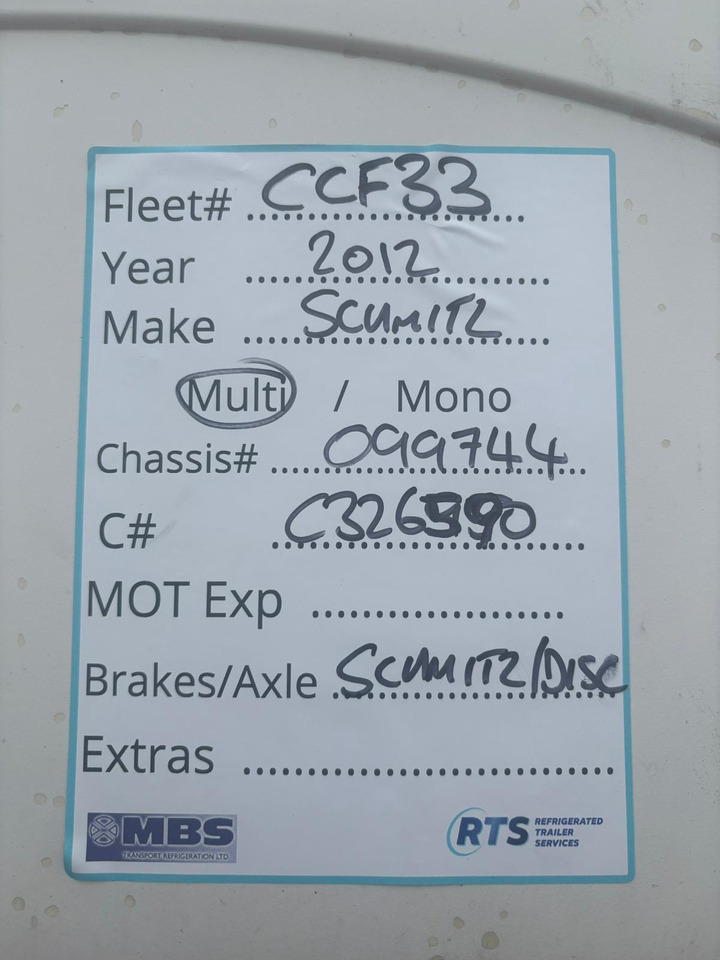 Fleet# CCF33
Year 2012
Make SCHMITZ
Multi / Mono
Chassis# 099744
C# C326590
MOT Exp
Brakes/Axle SCHMITZ/DISC
Extras
MBS
TRANSPORT REFRIGERATION LTD
RTS REFRIGERATED
TRAILER
SERVICES